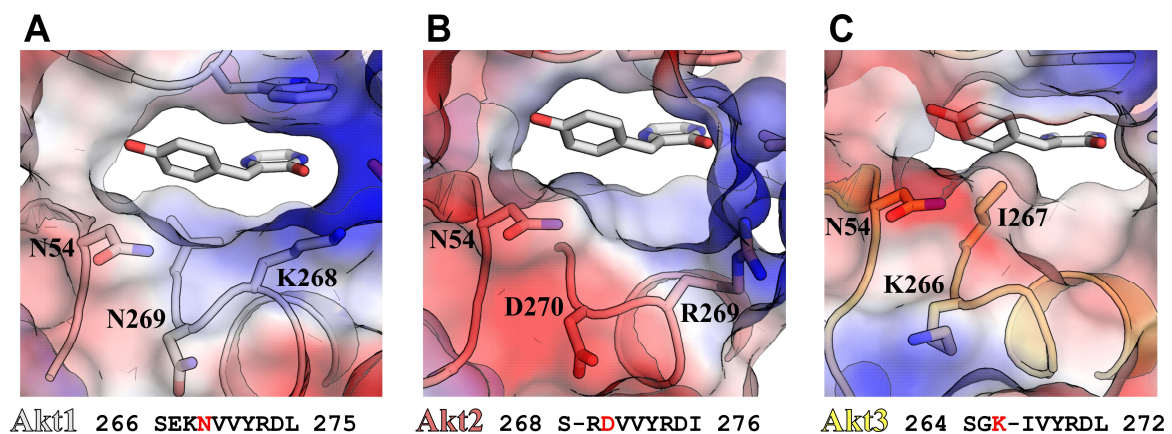 A
B
C
N54
K268
N269
N54
D270
R269
N54
I267
K266
Akt1 266 SEKNVVYRDL 275
Akt2 268 S-RDVVYRDI 276
Akt3 264 SGK-IVYRDL 272